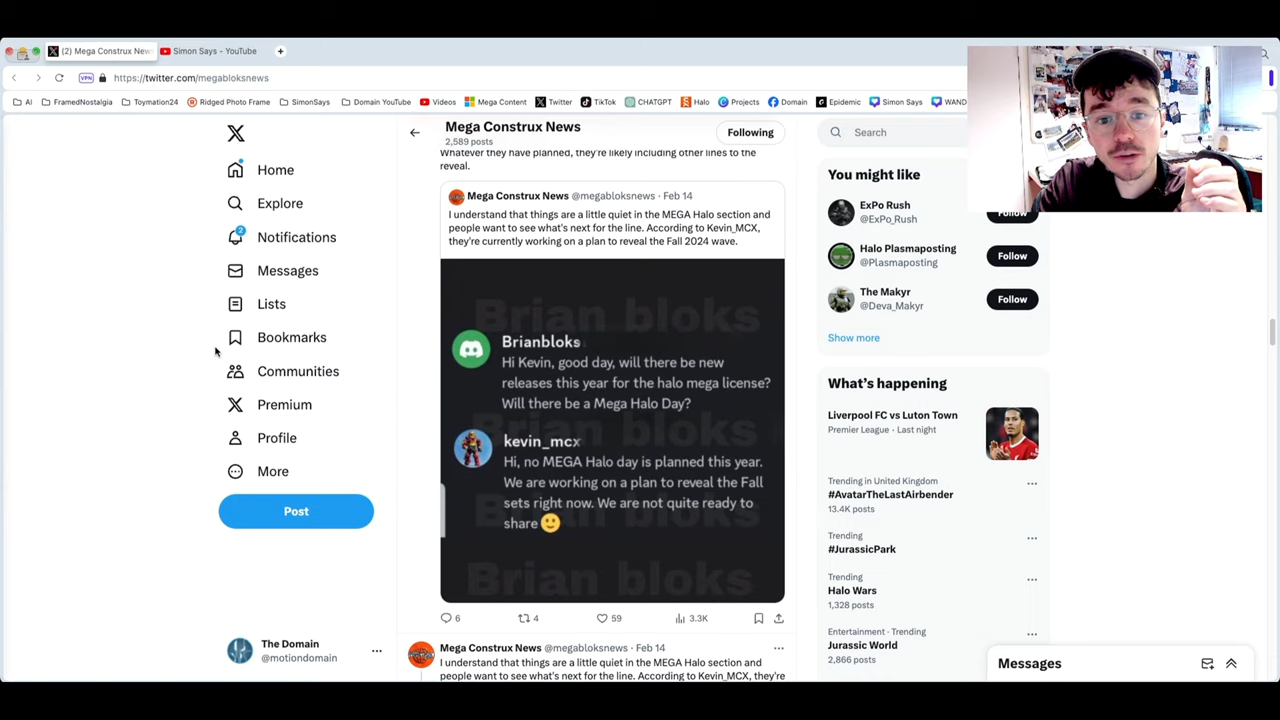 (2) Mega Construx New
Simon Says - YouTube
VPN
https://twitter.com/megabloksnews
AI
FramedNostalgia
Toymation24
Ridged Photo Frame
SimonSays
Domain YouTube
Videos
Mega Content
Twitter
TikTok
CHATGPT
Halo
Projects
Domain
Epidemic
Simon Says
WAND
Home
Explore
2
Notifications
Messages
Lists
Bookmarks
Communities
Premium
Profile
More
Post
The Domain
@motiondomain
Mega Construx News
2,589 posts
Following
Whatever they have planned, they're likely including other lines to the
reveal.
Mega Construx News @megabloksnews · Feb 14
I understand that things are a little quiet in the MEGA Halo section and
people want to see what's next for the line. According to Kevin_MCX,
they're currently working on a plan to reveal the Fall 2024 wave.
Brian bloks
Brianbloks
Hi Kevin, good day, will there be new
releases this year for the halo mega license?
Will there be a Mega Halo Day?
kevin_mcx
Hi, no MEGA Halo day is planned this year.
We are working on a plan to reveal the Fall
sets right now. We are not quite ready to
share
Brian bloks
6
4
59
3.3K
Mega Construx News @megabloksnews · Feb 14
I understand that things are a little quiet in the MEGA Halo section and
people want to see what's next for the line. According to Kevin_MCX, they're
Search
You might like
ExPo Rush
@ExPo_Rush
Follow
Halo Plasmaposting
@Plasmaposting
Follow
The Makyr
@Deva_Makyr
Follow
Show more
What's happening
Liverpool FC vs Luton Town
Premier League · Last night
Trending in United Kingdom
#AvatarTheLastAirbender
13.4K posts
Trending
#JurassicPark
Trending
Halo Wars
1,328 posts
Entertainment · Trending
Jurassic World
2,866 posts
Messages